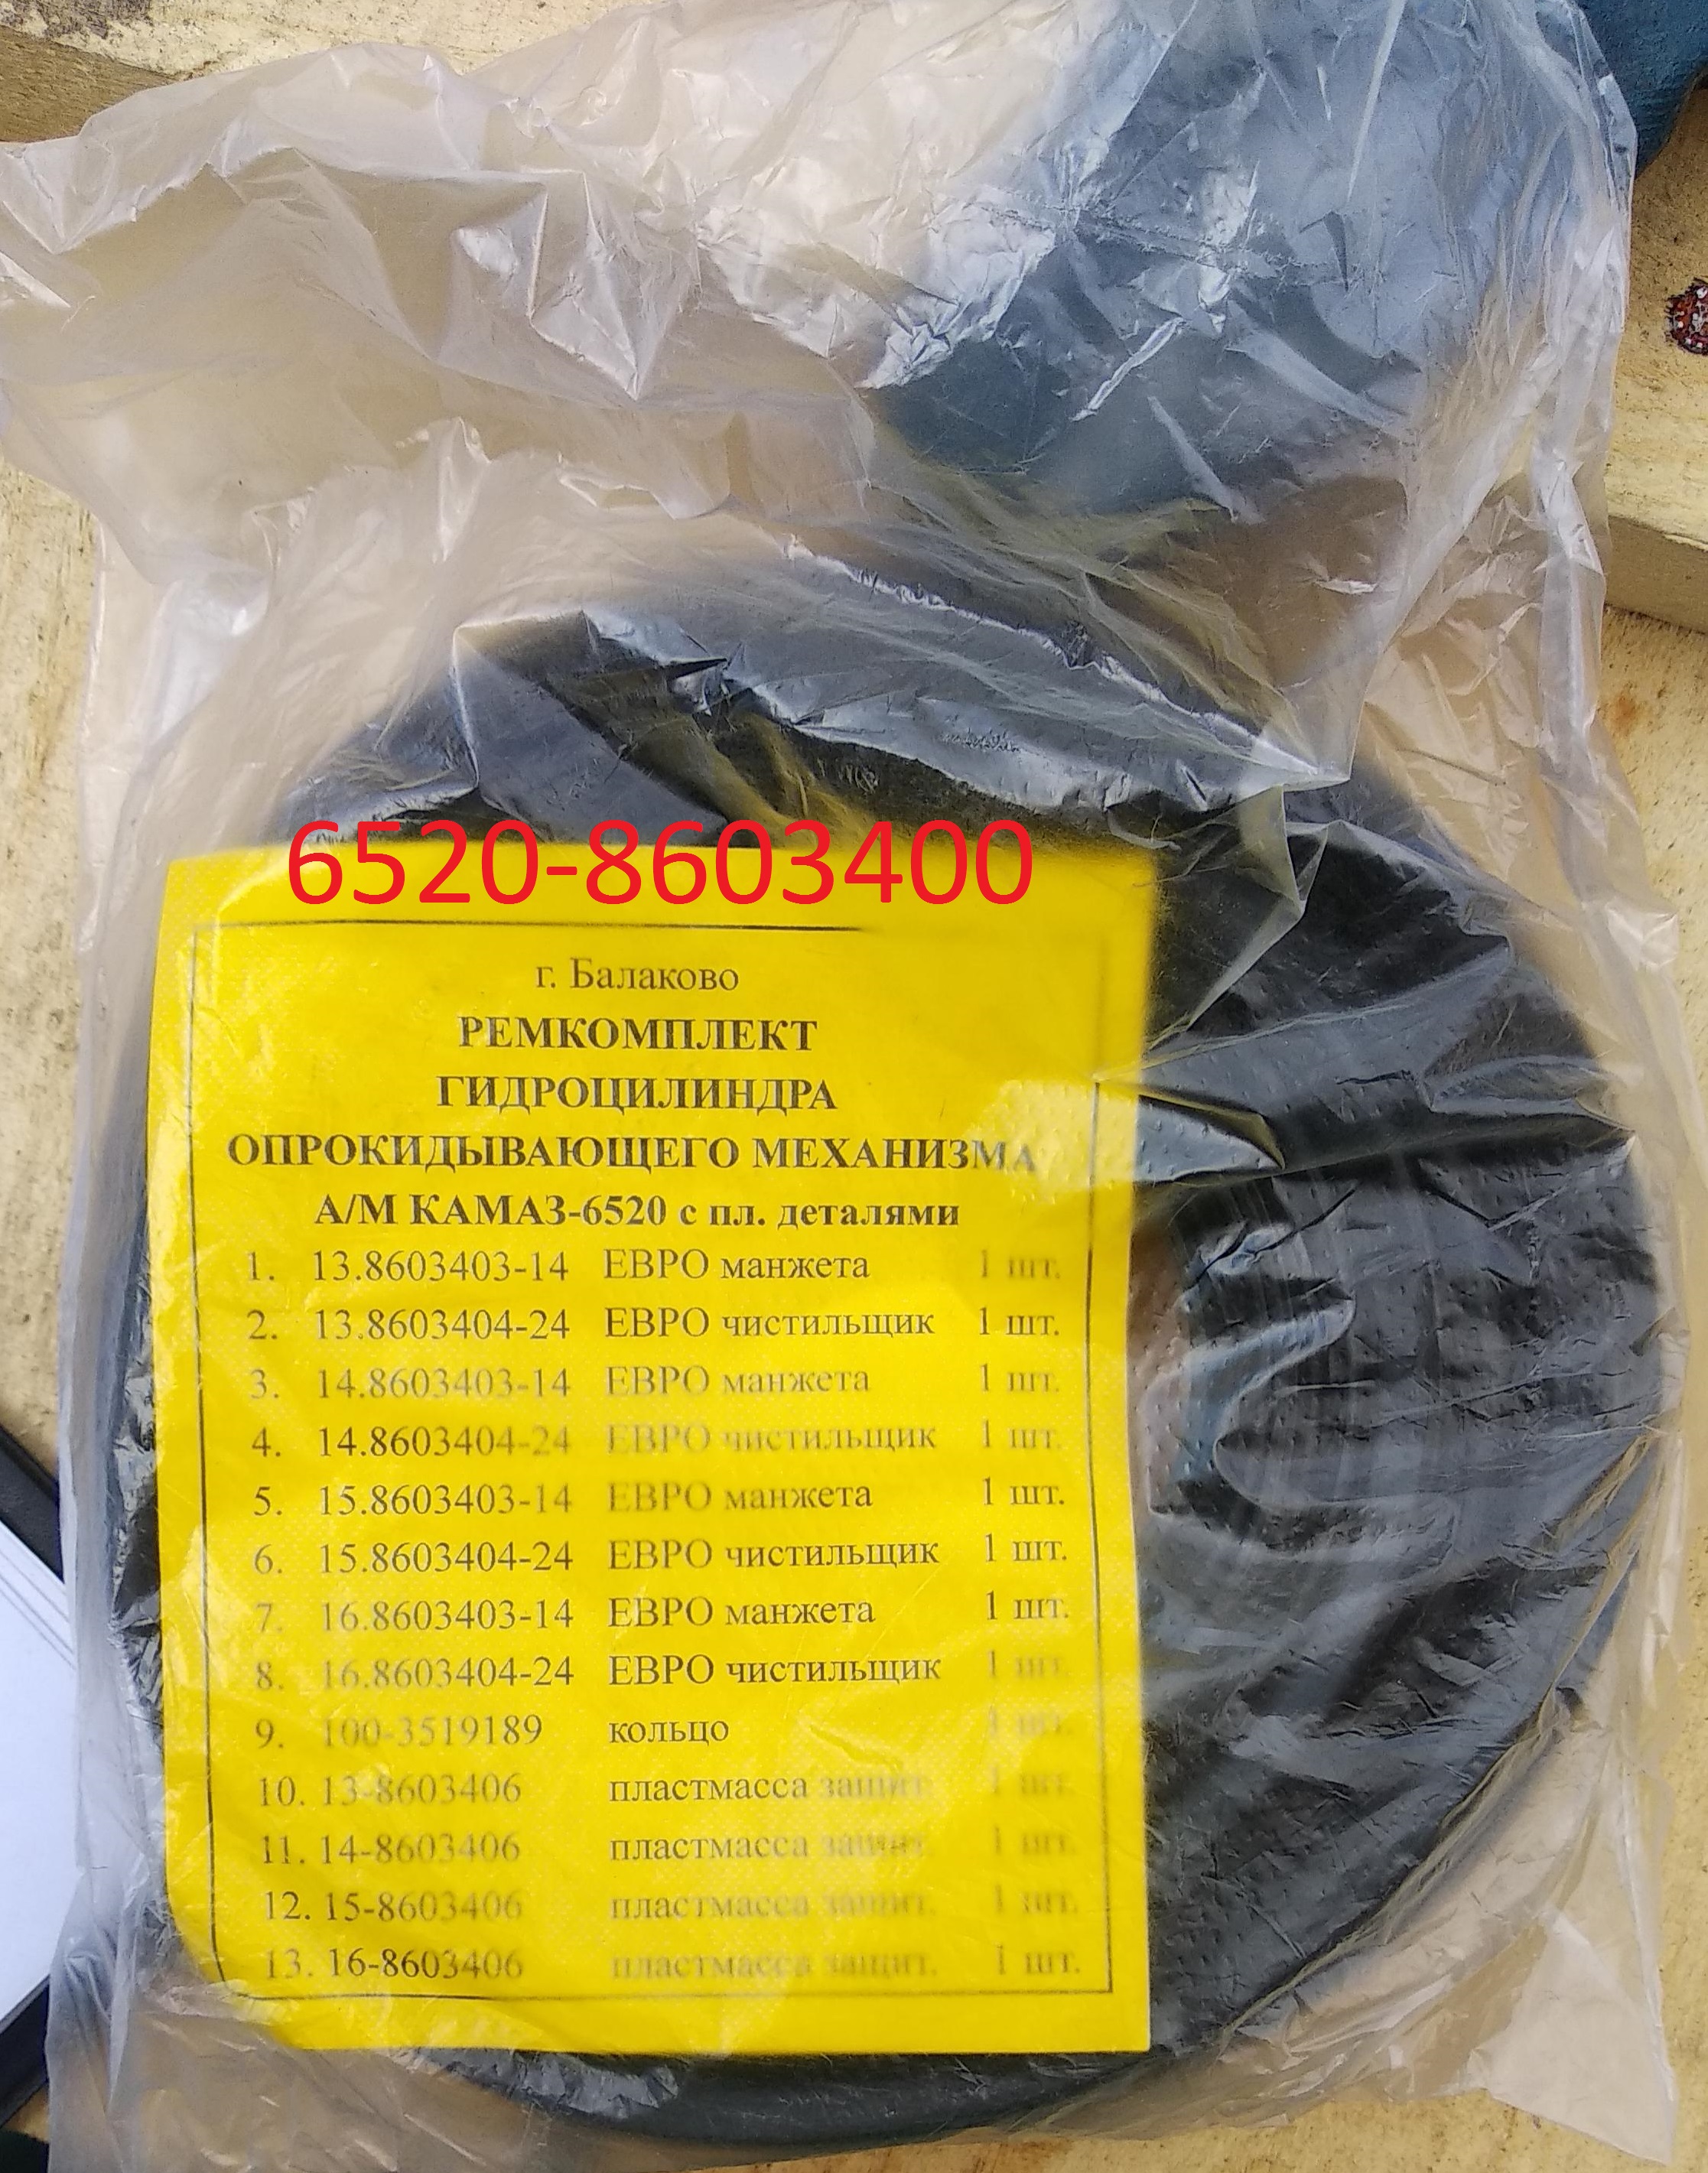 6520-8603400
г. Балаково
РЕМКОМПЛЕКТ
ГИДРОЦИЛИНДРА
ОПРОКИДЫВАЮЩЕГО МЕХАНИЗМА
А/М КАМАЗ-6520 с пл. деталями
1. 13.8603403-14 ЕВРО манжета 1 шт.
2. 13.8603404-24 ЕВРО чистильщик 1 шт.
3. 14.8603403-14 ЕВРО манжета 1 шт.
4. 14.8603404-24 ЕВРО чистильщик 1 шт.
5. 15.8603403-14 ЕВРО манжета 1 шт.
6. 15.8603404-24 ЕВРО чистильщик 1 шт.
7. 16.8603403-14 ЕВРО манжета 1 шт.
8. 16.8603404-24 ЕВРО чистильщик 1 шт.
9. 100-3519189 кольцо 1 шт.
10. 13-8603406 пластмасса защит. 1 шт.
11. 14-8603406 пластмасса защит. 1 шт.
12. 15-8603406 пластмасса защит. 1 шт.
13. 16-8603406 пластмасса защит. 1 шт.